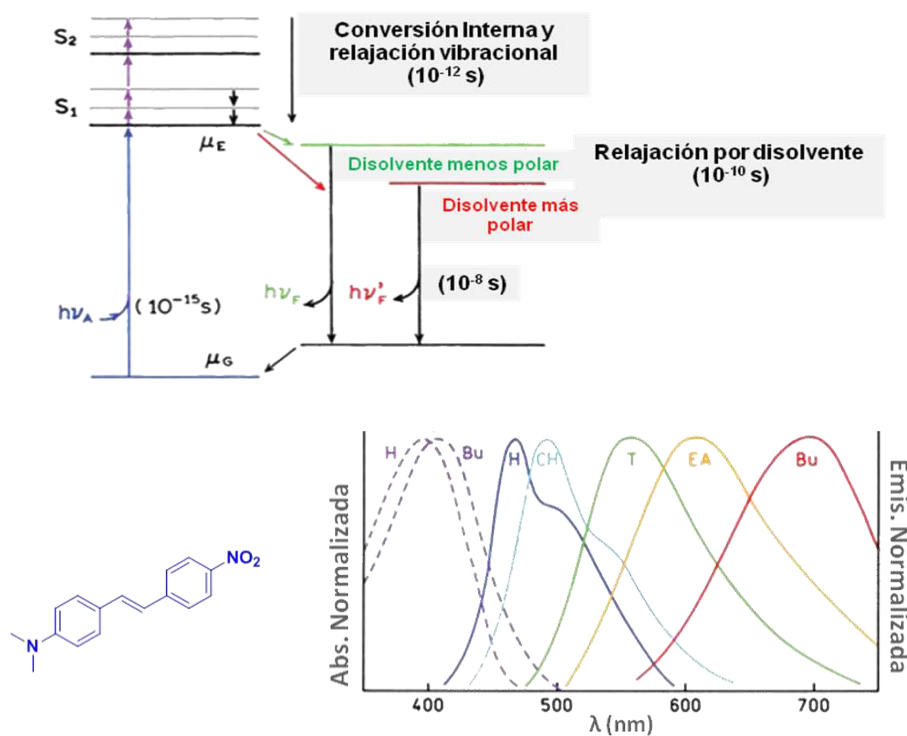 S2
Conversión Interna y
relajación vibracional
(10-12 s)
S1
μE
Disolvente menos polar
Relajación por disolvente
(10-10 s)
Disolvente más
polar
hνA
(10-15s)
hνF
hν'F
(10-8 s)
μG
Abs. Normalizada
H
Bu
H
CH
T
EA
Bu
Emis. Normalizada
NO2
N
400
500
600
700
λ (nm)